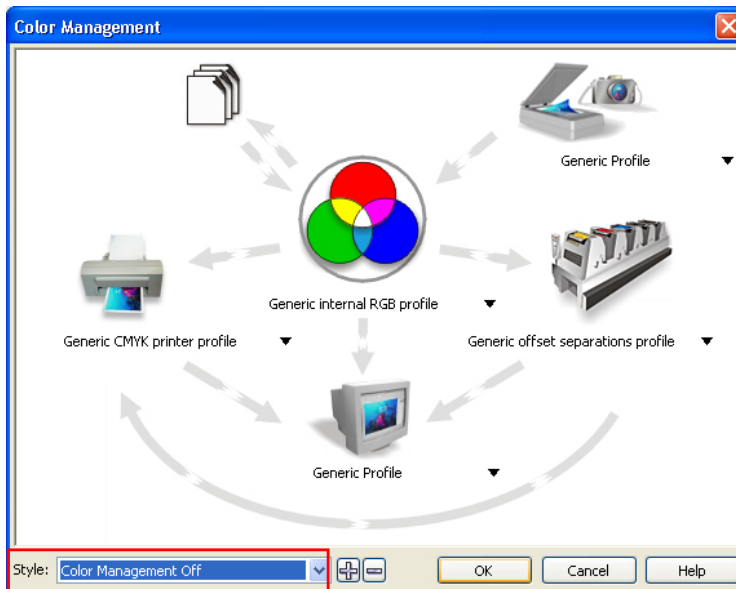 Color Management
Generic Profile
Generic internal RGB profile
Generic CMYK printer profile
Generic offset separations profile
Generic Profile
Style: Color Management Off
OK Cancel Help